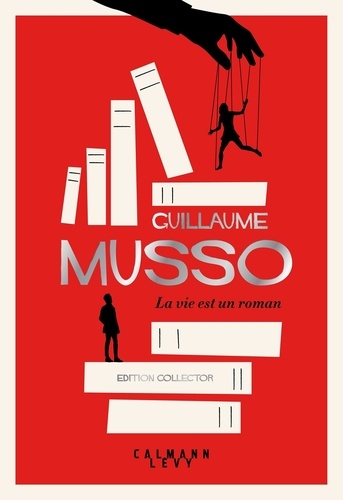 GUILLAUME
MUSSO
La vie est un roman
EDITION COLLECTOR
CALMANN
LEVY